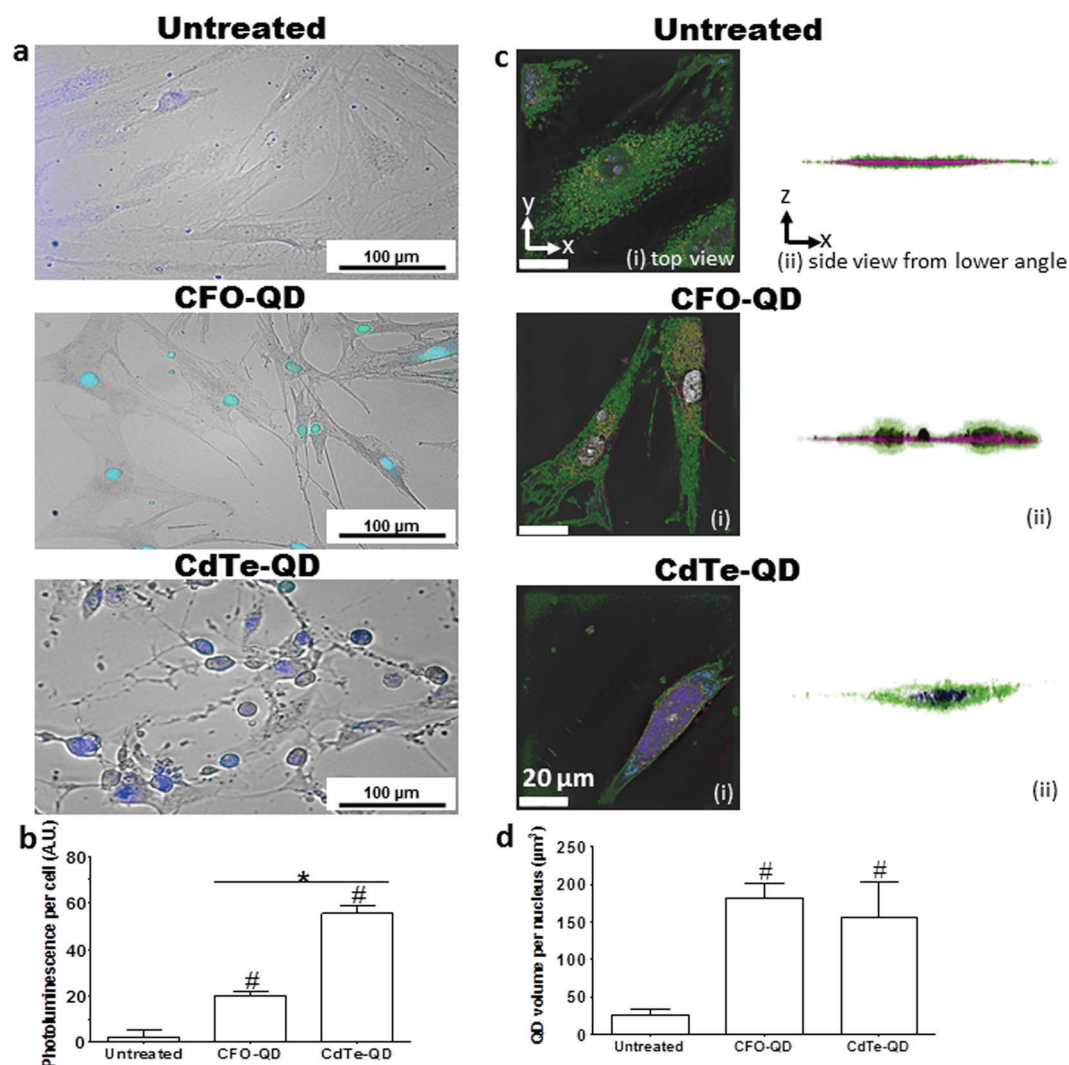 a
Untreated
100 µm
CFO-QD
100 µm
CdTe-QD
100 µm
b
Photoluminescence per cell (A.U.)
80
60
40
20
0
*
#
#
Untreated
CFO-QD
CdTe-QD
c
Untreated
y
x
(i) top view
z
x
(ii) side view from lower angle
CFO-QD
(i)
(ii)
CdTe-QD
20 µm
(i)
(ii)
d
QD volume per nucleus (µm³)
250
200
150
100
50
0
#
#
Untreated
CFO-QD
CdTe-QD